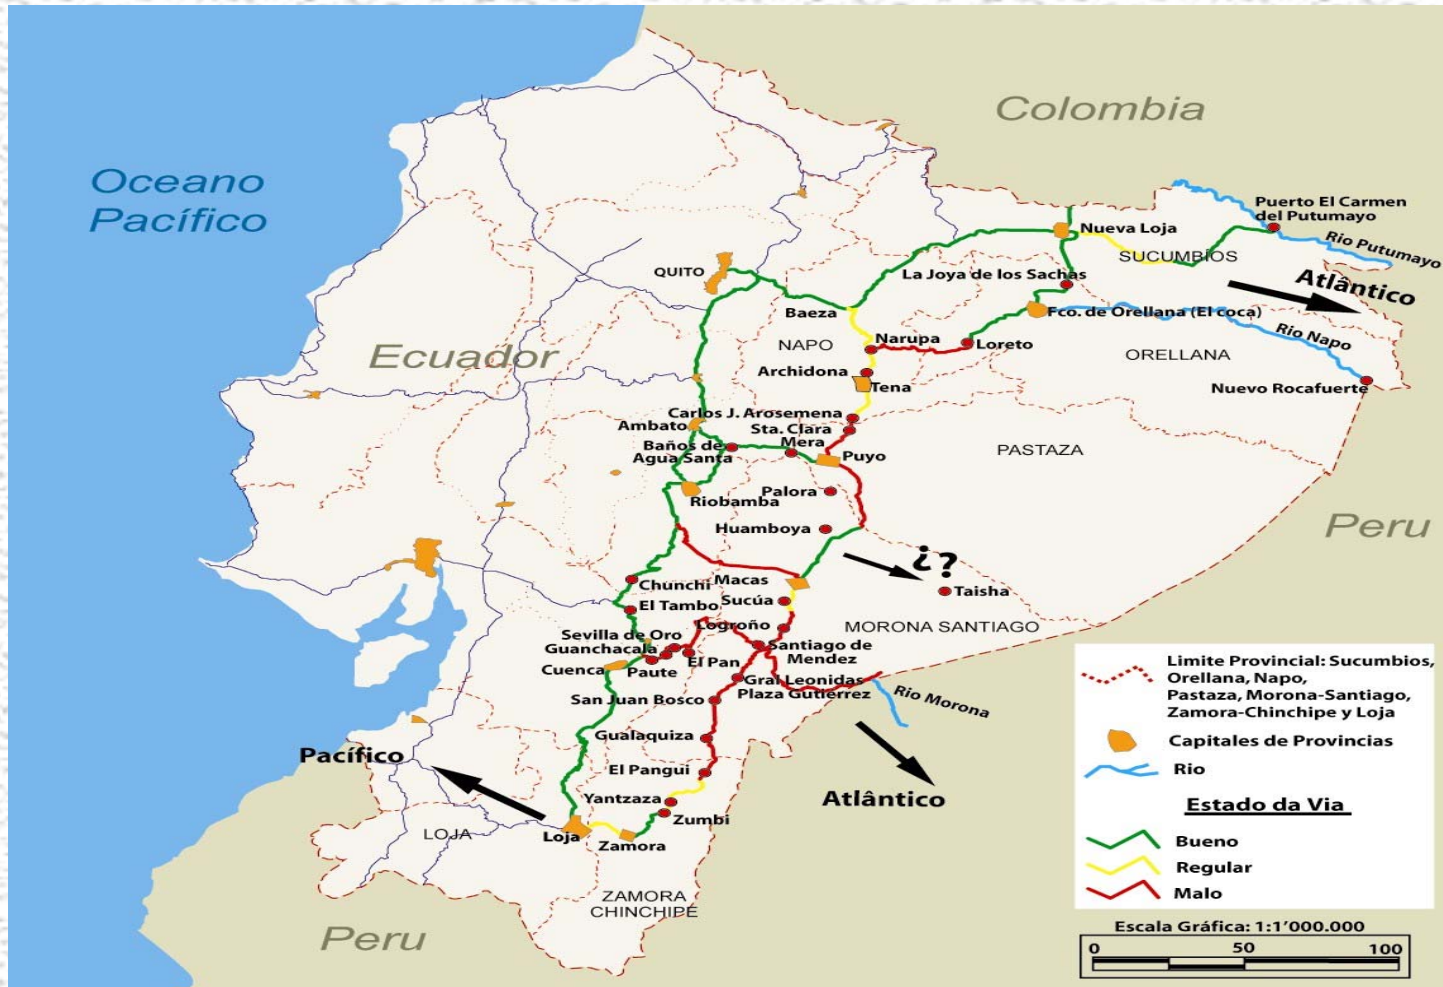 Colombia
Oceano
Pacífico
Puerto El Carmen
del Putumayo
Nueva Loja
Rio Putumayo
SUCUMBÍOS
QUITO
La Joya de los Sachas
Atlântico
Baeza
Fco. de Orellana (El coca)
Ecuador
NAPO
Narupa
Loreto
Rio Napo
ORELLANA
Archidona
Tena
Nuevo Rocafuerte
Carlos J. Arosemena
Ambato
Sta. Clara
Mera
Baños de
Agua Santa
Puyo
PASTAZA
Palora
Riobamba
Huamboya
Peru
¿?
Chunchi
Macas
Taisha
Sucúa
El Tambo
Logroño
MORONA SANTIAGO
Sevilla de Oro
Guanchacala
Santiago de
Mendez
Cuenca
Paute
El Pan
Gral Leonidas
Plaza Gutiérrez
San Juan Bosco
Rio Morona
Gualaquiza
Pacífico
El Pangui
Atlântico
Yantzaza
Zumbi
LOJA
Loja
Zamora
ZAMORA
CHINCHIPÉ
Peru
Limite Provincial: Sucumbios,
Orellana, Napo,
Pastaza, Morona-Santiago,
Zamora-Chinchipe y Loja
Capitales de Provincias
Rio
Estado da Via
Bueno
Regular
Malo
Escala Gráfica: 1:1'000.000
0 50 100